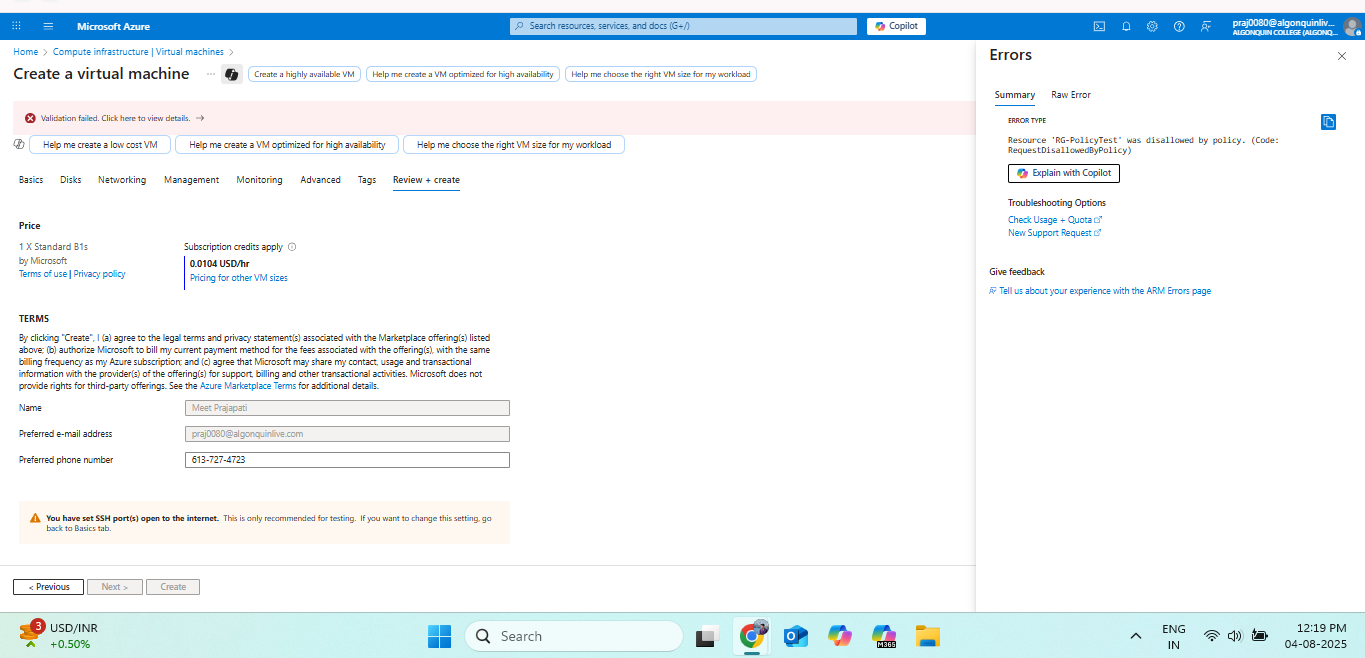 Microsoft Azure
Search resources, services, and docs (G+/)
Copilot
praj0080@algonquinliv...
ALGONQUIN COLLEGE (ALGONQ...
Home > Compute infrastructure | Virtual machines >
Create a virtual machine
...
Create a highly available VM
Help me create a VM optimized for high availability
Help me choose the right VM size for my workload
Validation failed. Click here to view details. →
Help me create a low cost VM
Help me create a VM optimized for high availability
Help me choose the right VM size for my workload
Basics Disks Networking Management Monitoring Advanced Tags Review + create
Price
1 X Standard B1s
by Microsoft
Terms of use | Privacy policy
Subscription credits apply
0.0104 USD/hr
Pricing for other VM sizes
TERMS
By clicking "Create", I (a) agree to the legal terms and privacy statement(s) associated with the Marketplace offering(s) listed
above; (b) authorize Microsoft to bill my current payment method for the fees associated with the offering(s), with the same
billing frequency as my Azure subscription; and (c) agree that Microsoft may share my contact, usage and transactional
information with the provider(s) of the offering(s) for support, billing and other transactional activities. Microsoft does not
provide rights for third-party offerings. See the Azure Marketplace Terms for additional details.
Name
Meet Prajapati
Preferred e-mail address
praj0080@algonquinlive.com
Preferred phone number
613-727-4723
You have set SSH port(s) open to the internet. This is only recommended for testing. If you want to change this setting, go
back to Basics tab.
< Previous
Next >
Create
Errors
Summary Raw Error
ERROR TYPE
Resource 'RG-PolicyTest' was disallowed by policy. (Code:
RequestDisallowedByPolicy)
Explain with Copilot
Troubleshooting Options
Check Usage + Quota
New Support Request
Give feedback
Tell us about your experience with the ARM Errors page
3
USD/INR
+0.50%
Search
M365
ENG
IN
12:19 PM
04-08-2025